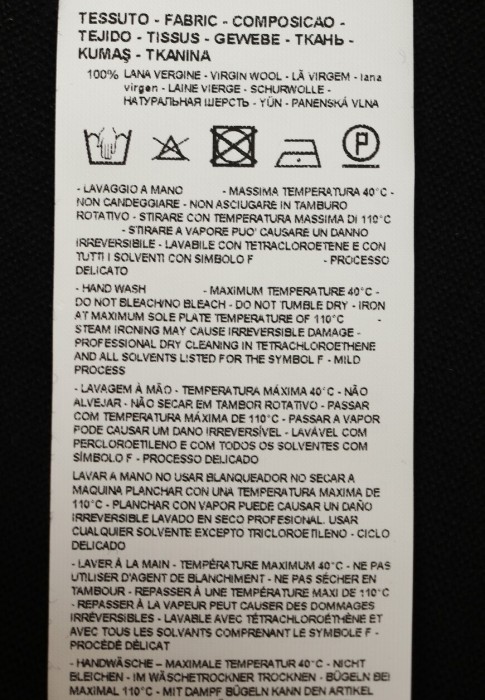 TESSUTO - FABRIC - COMPOSICAO -
TEJIDO - TISSUS - GEWEBE - ТКАНЬ -
KUMAŞ - TKANINA
100% LANA VERGINE - VIRGIN WOOL - LÃ VIRGEM - lana
virgen - LAINE VIERGE - SCHURWOLLE -
НАТУРАЛЬНАЯ ШЕРСТЬ - YÜN - PANENSKÁ VLNA
P
- LAVAGGIO A MANO - MASSIMA TEMPERATURA 40°C -
NON CANDEGGIARE - NON ASCIUGARE IN TAMBURO
ROTATIVO - STIRARE CON TEMPERATURA MASSIMA DI 110°C
- STIRARE A VAPORE PUO' CAUSARE UN DANNO
IRREVERSIBILE - LAVABILE CON TETRACLOROETENE E CON
TUTTI I SOLVENTI CON SIMBOLO F - PROCESSO
DELICATO
- HAND WASH - MAXIMUM TEMPERATURE 40°C -
DO NOT BLEACH/NO BLEACH - DO NOT TUMBLE DRY - IRON
AT MAXIMUM SOLE PLATE TEMPERATURE OF 110°C -
STEAM IRONING MAY CAUSE IRREVERSIBLE DAMAGE -
PROFESSIONAL DRY CLEANING IN TETRACHLOROETHENE
AND ALL SOLVENTS LISTED FOR THE SYMBOL F - MILD
PROCESS
- LAVAGEM À MÃO - TEMPERATURA MÁXIMA 40°C - NÃO
ALVEJAR - NÃO SECAR EM TAMBOR ROTATIVO - PASSAR
COM TEMPERATURA MÁXIMA DE 110°C - PASSAR A VAPOR
PODE CAUSAR UM DANO IRREVERSÍVEL - LAVÁVEL COM
PERCLOROETILENO E COM TODOS OS SOLVENTES COM
SÍMBOLO F - PROCESSO DELICADO
LAVAR A MANO NO USAR BLANQUEADOR NO SECAR A
MAQUINA PLANCHAR CON UNA TEMPERATURA MAXIMA DE
110°C - PLANCHAR CON VAPOR PUEDE CAUSAR UN DAÑO
IRREVERSIBLE LAVADO EN SECO PROFESIONAL. USAR
CUALQUIER SOLVENTE EXCEPTO TRICLOROETILENO - CICLO
DELICADO
- LAVER À LA MAIN - TEMPÉRATURE MAXIMUM 40°C - NE PAS
UTILISER D'AGENT DE BLANCHIMENT - NE PAS SÉCHER EN
TAMBOUR - REPASSER À UNE TEMPÉRATURE MAXI DE 110°C
- REPASSER À LA VAPEUR PEUT CAUSER DES DOMMAGES
IRRÉVERSIBLES - LAVABLE AVEC TÉTRACHLOROÉTHÈNE ET
AVEC TOUS LES SOLVANTS COMPRENANT LE SYMBOLE F -
PROCÉDÉ DÉLICAT
- HANDWÄSCHE – MAXIMALE TEMPERATUR 40°C - NICHT
BLEICHEN - IM WÄSCHETROCKNER TROCKNEN - BÜGELN BEI
MAXIMAL 110°C - MIT DAMPF BÜGELN KANN DEN ARTIKEL